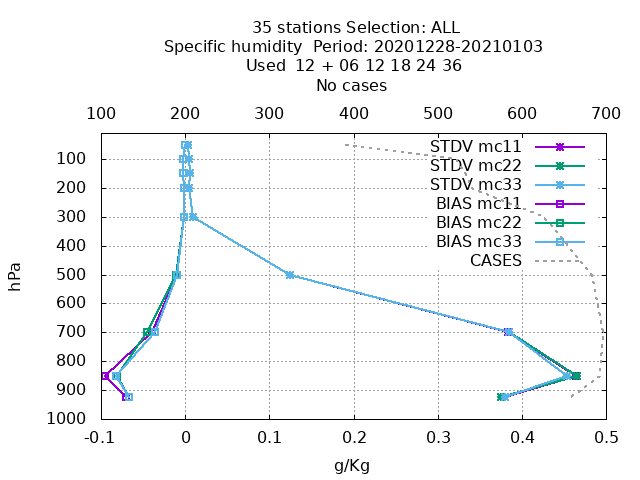 35 stations Selection: ALL
Specific humidity  Period: 20201228-20210103
Used  12 + 06 12 18 24 36
No cases
100 200 300 400 500 600 700
STDV mc11
STDV mc22
STDV mc33
BIAS mc11
BIAS mc22
BIAS mc33
CASES
100
200
300
400
500
600
700
800
900
1000
hPa
-0.1 0 0.1 0.2 0.3 0.4 0.5
g/Kg